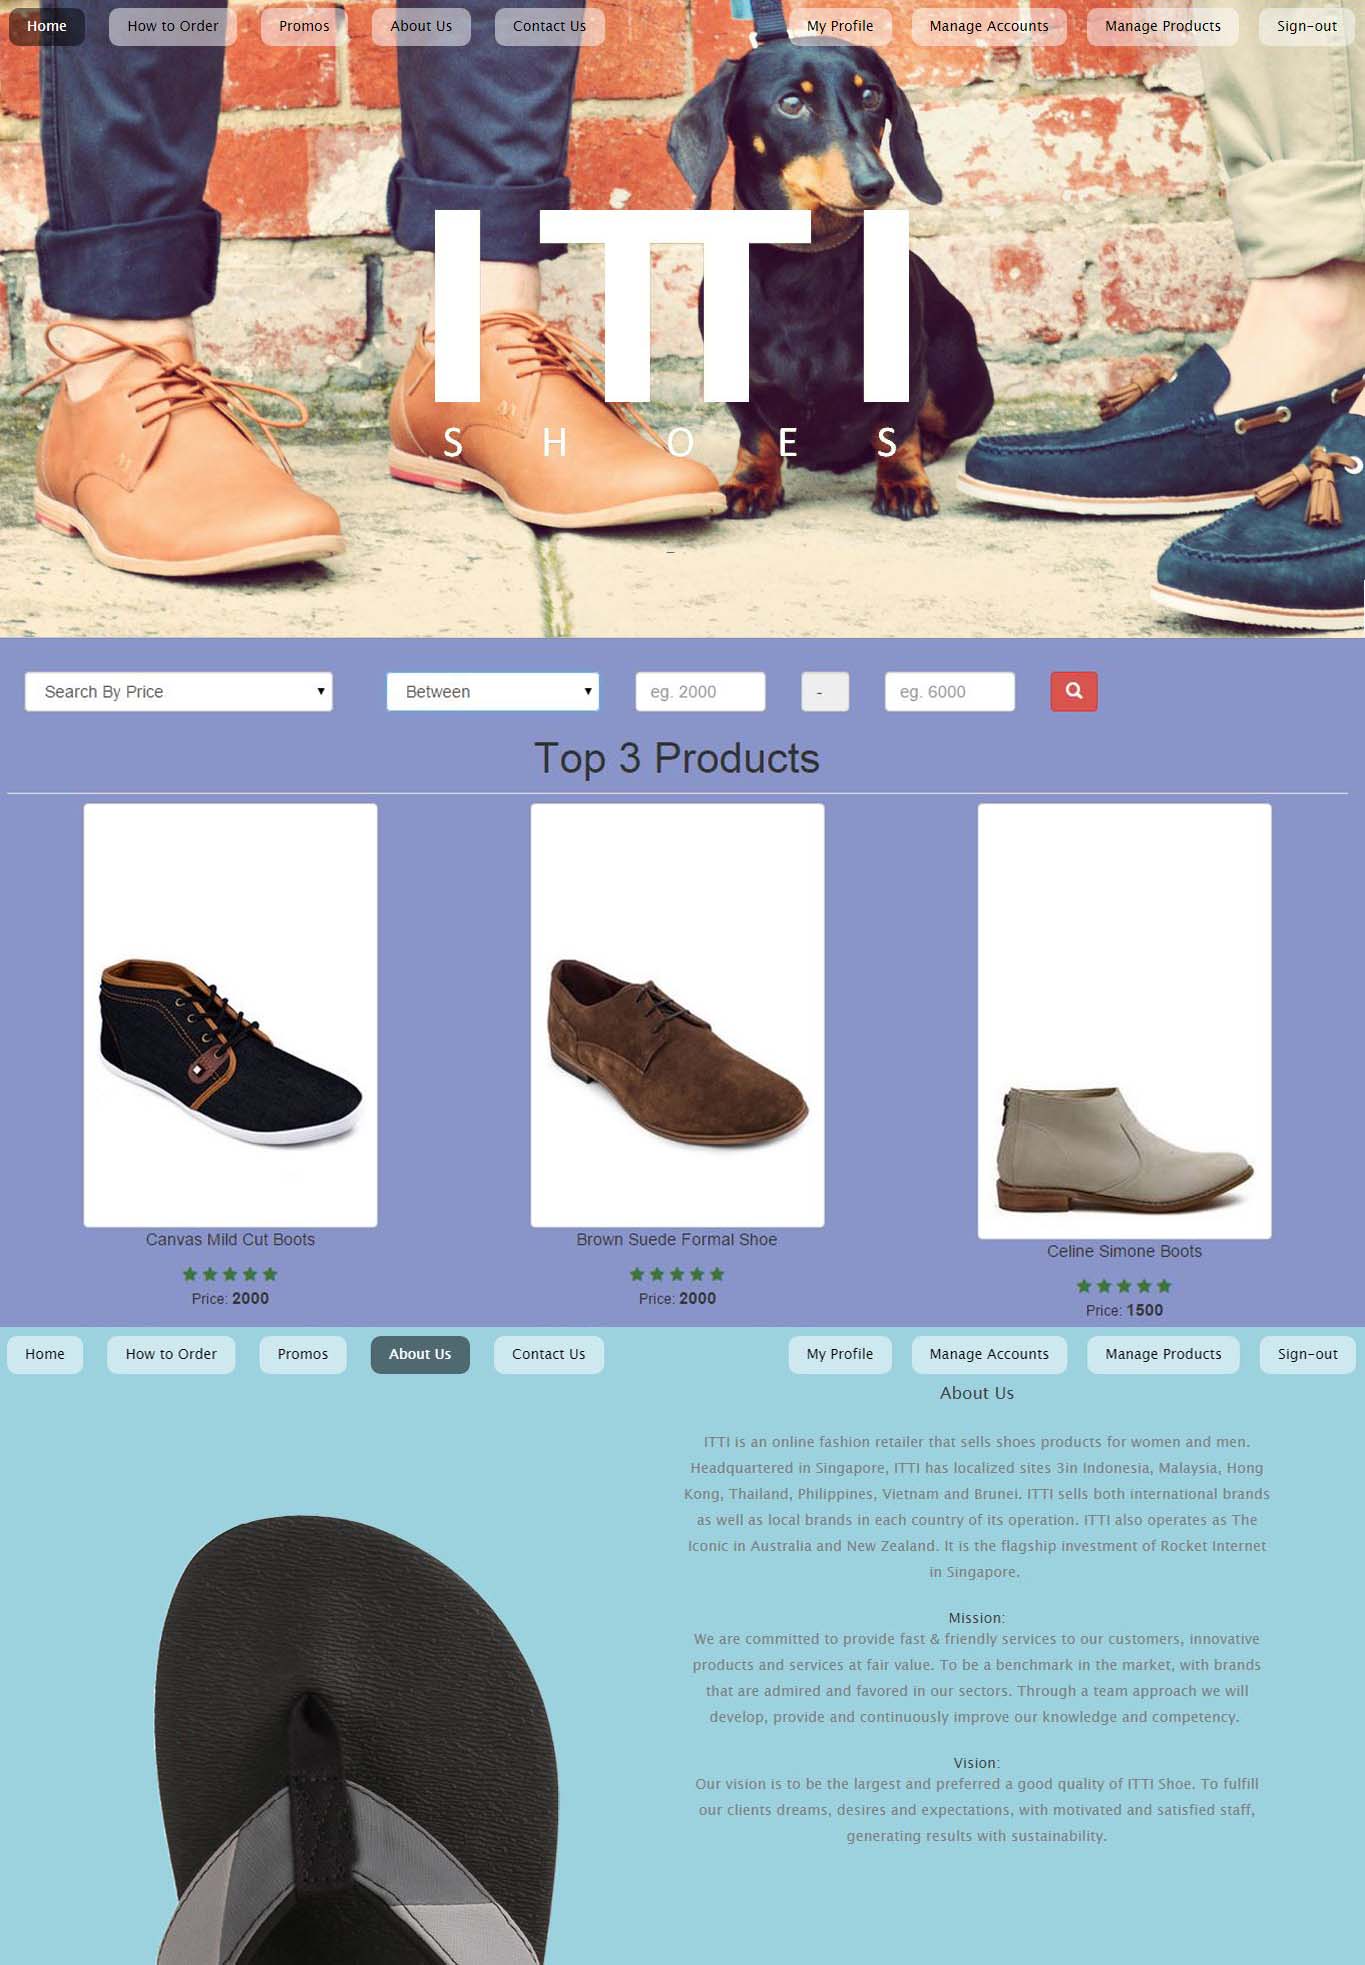 Home How to Order Promos About Us Contact Us My Profile Manage Accounts Manage Products Sign-out
ITTI
SHOES
Search By Price Between eg. 2000 - eg. 6000
Top 3 Products
Canvas Mild Cut Boots
Price: 2000
Brown Suede Formal Shoe
Price: 2000
Celine Simone Boots
Price: 1500
Home How to Order Promos About Us Contact Us My Profile Manage Accounts Manage Products Sign-out
About Us
ITTI is an online fashion retailer that sells shoes products for women and men.
Headquartered in Singapore, ITTI has localized sites 3in Indonesia, Malaysia, Hong
Kong, Thailand, Philippines, Vietnam and Brunei. ITTI sells both international brands
as well as local brands in each country of its operation. ITTI also operates as The
Iconic in Australia and New Zealand. It is the flagship investment of Rocket Internet
in Singapore.
Mission:
We are committed to provide fast & friendly services to our customers, innovative
products and services at fair value. To be a benchmark in the market, with brands
that are admired and favored in our sectors. Through a team approach we will
develop, provide and continuously improve our knowledge and competency.
Vision:
Our vision is to be the largest and preferred a good quality of ITTI Shoe. To fulfill
our clients dreams, desires and expectations, with motivated and satisfied staff,
generating results with sustainability.